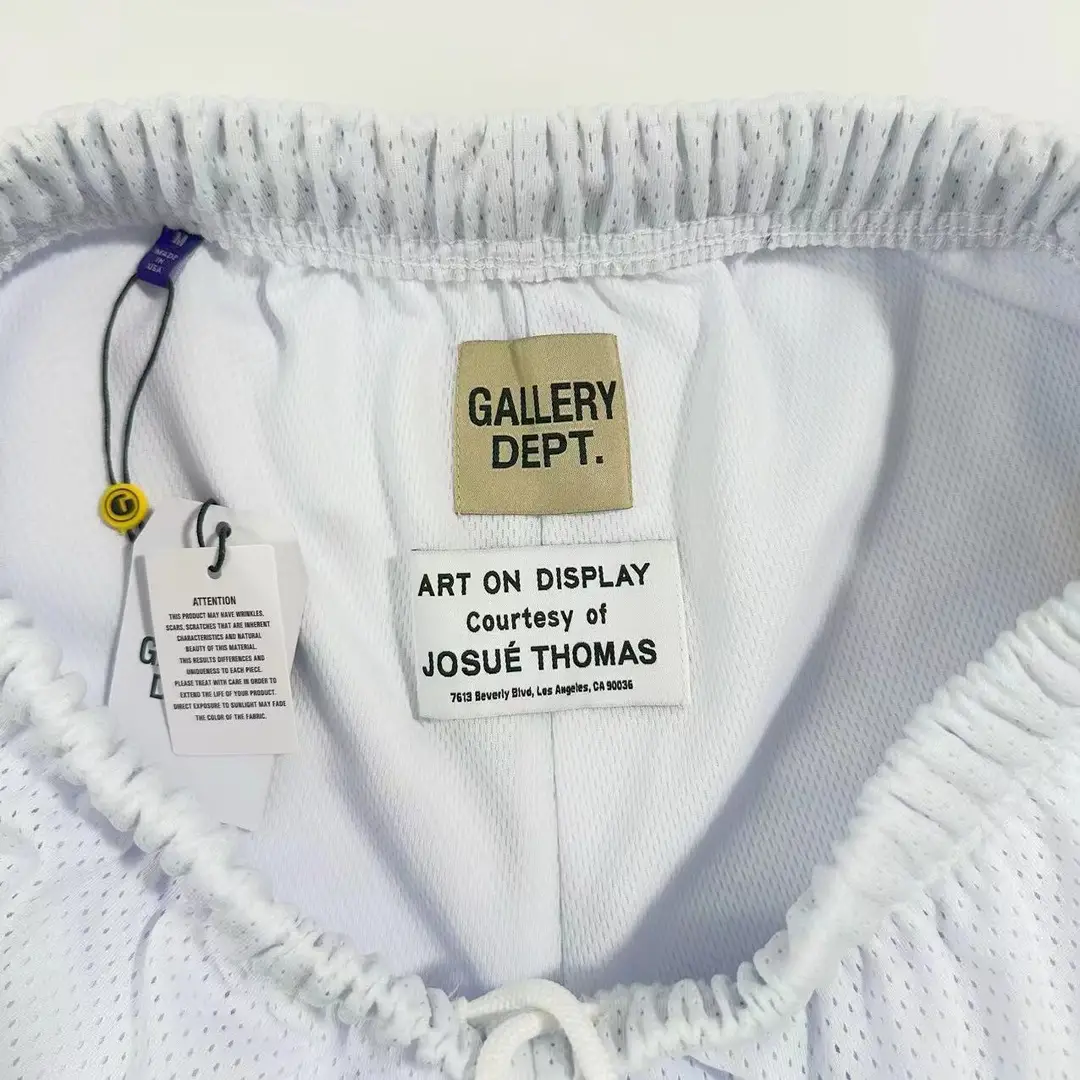 M
MADE
IN
USA
GALLERY
DEPT.
ART ON DISPLAY
Courtesy of
JOSUÉ THOMAS
7613 Beverly Blvd, Los Angeles, CA 90036
G
ATTENTION
THIS PRODUCT MAY HAVE WRINKLES,
SCARS, SCRATCHES THAT ARE INHERENT
CHARACTERISTICS AND NATURAL
BEAUTY OF THIS MATERIAL.
THIS RESULTS DIFFERENCES AND
UNIQUENESS TO EACH PIECE.
PLEASE TREAT WITH CARE IN ORDER TO
EXTEND THE LIFE OF YOUR PRODUCT.
DIRECT EXPOSURE TO SUNLIGHT MAY FADE
THE COLOR OF THE FABRIC.